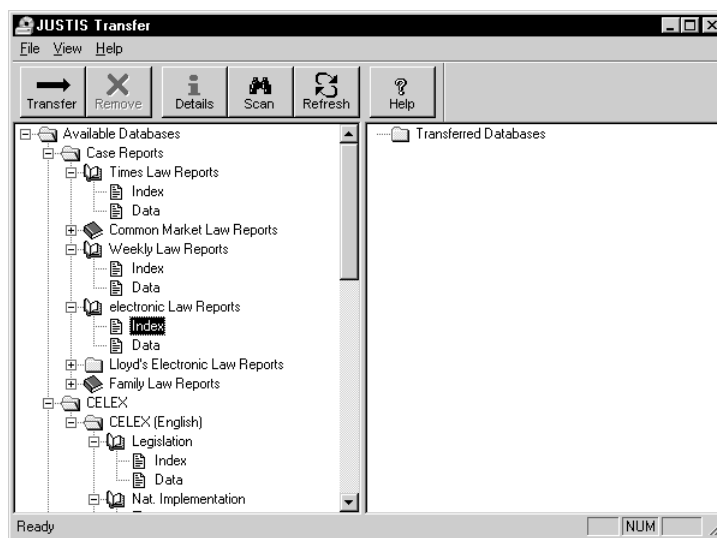 JUSTIS Transfer
File View Help
Transfer Remove Details Scan Refresh Help
Available Databases
Case Reports
Times Law Reports
Index
Data
Common Market Law Reports
Weekly Law Reports
Index
Data
electronic Law Reports
Index
Data
Lloyd's Electronic Law Reports
Family Law Reports
CELEX
CELEX (English)
Legislation
Index
Data
Nat. Implementation
Transferred Databases
Ready
NUM